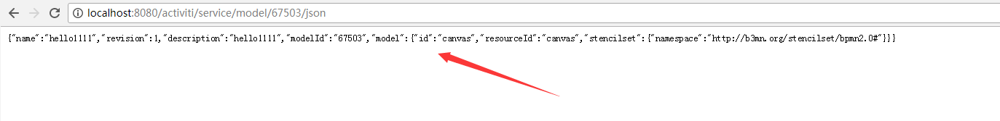 localhost:8080/activiti/service/model/67503/json
{"name":"hello1111","revision":1,"description":"hello1111","modelId":"67503","model":{"id":"canvas","resourceId":"canvas","stencilset":{"namespace":"http://b3mn.org/stencilset/bpmn2.0#"}}}